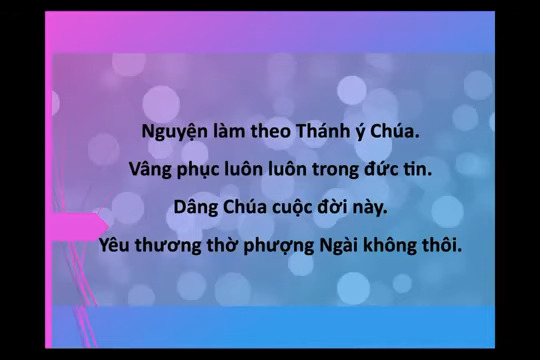 Nguyện làm theo Thánh ý Chúa.
Vâng phục luôn luôn trong đức tin.
Dâng Chúa cuộc đời này.
Yêu thương thờ phượng Ngài không thôi.